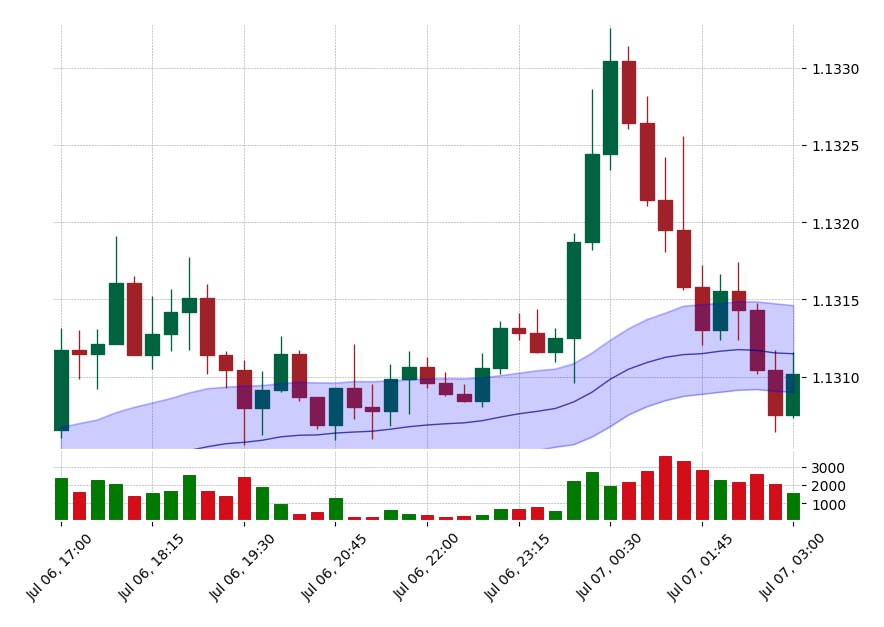 1.1330
1.1325
1.1320
1.1315
1.1310
3000
2000
1000
Jul 06, 17:00
Jul 06, 18:15
Jul 06, 19:30
Jul 06, 20:45
Jul 06, 22:00
Jul 06, 23:15
Jul 07, 00:30
Jul 07, 01:45
Jul 07, 03:00